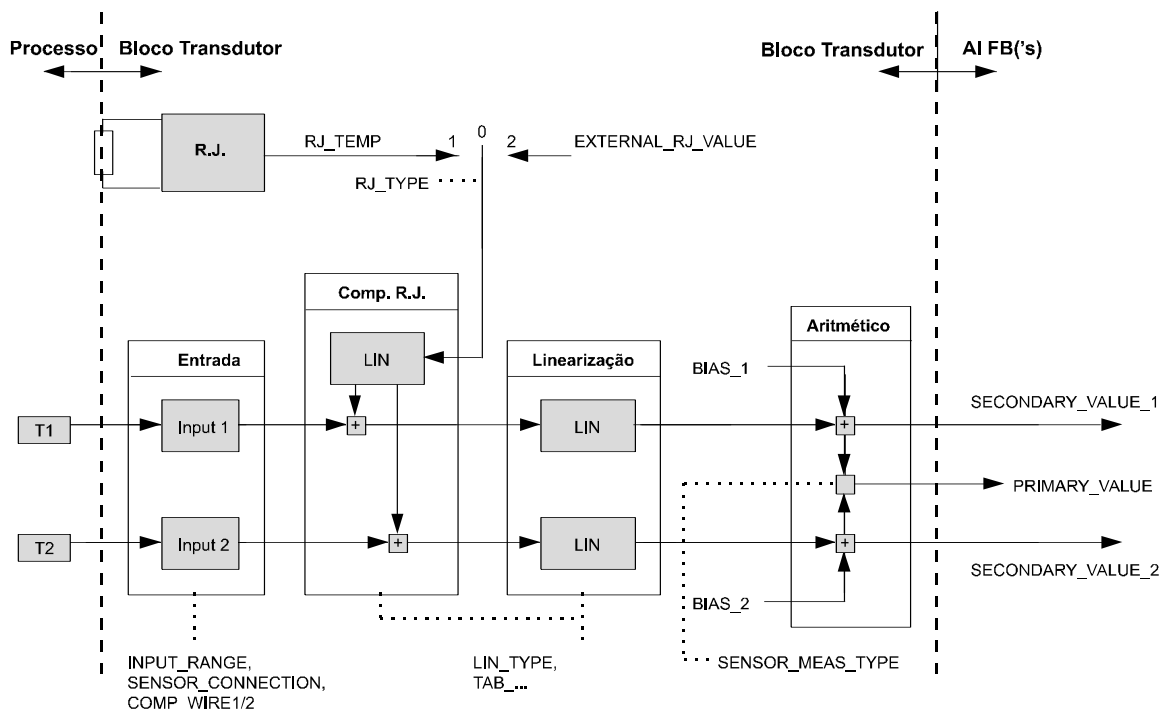 Processo
Bloco Transdutor
Bloco Transdutor
AI FB('s)
R.J.
RJ_TEMP
1
0
2
EXTERNAL_RJ_VALUE
RJ_TYPE
Comp. R.J.
Aritmético
Entrada
LIN
Linearização
BIAS_1
SECONDARY_VALUE_1
T1
Input 1
+
LIN
+
PRIMARY_VALUE
T2
Input 2
+
LIN
+
SECONDARY_VALUE_2
BIAS_2
INPUT_RANGE,
SENSOR_CONNECTION,
COMP_WIRE1/2
LIN_TYPE,
TAB_...
SENSOR_MEAS_TYPE